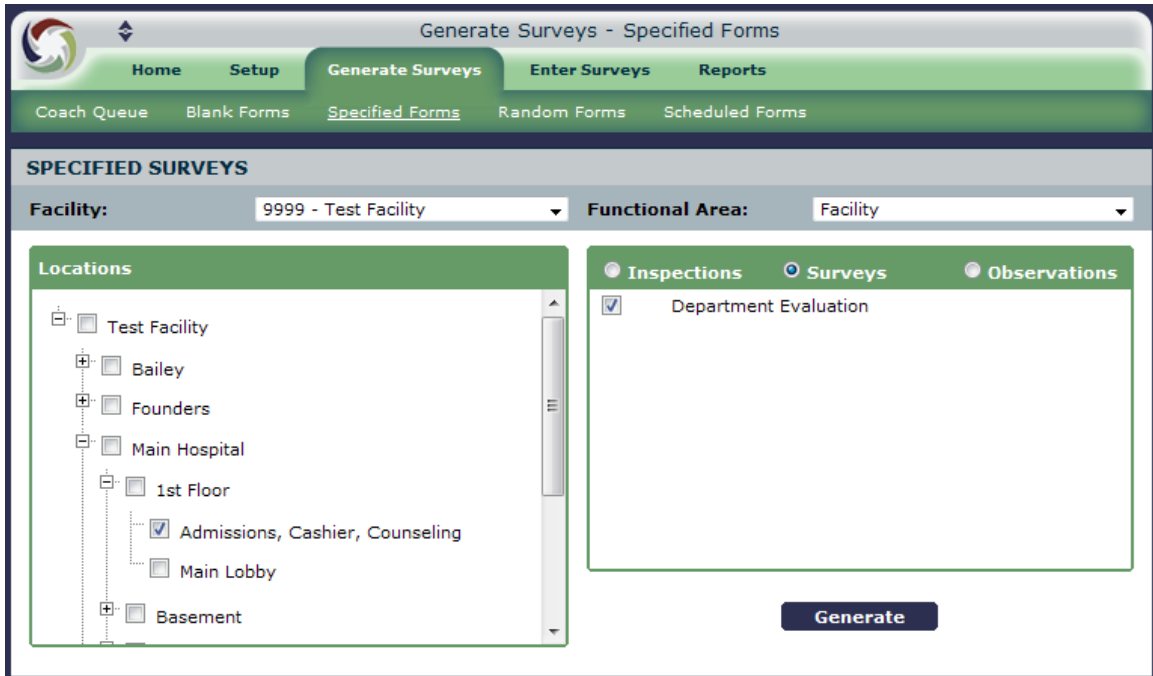 Generate Surveys - Specified Forms
Home Setup Generate Surveys Enter Surveys Reports
Coach Queue Blank Forms Specified Forms Random Forms Scheduled Forms
SPECIFIED SURVEYS
Facility: 9999 - Test Facility Functional Area: Facility
Locations
Inspections Surveys Observations
Department Evaluation
Test Facility
Bailey
Founders
Main Hospital
1st Floor
Admissions, Cashier, Counseling
Main Lobby
Basement
Generate